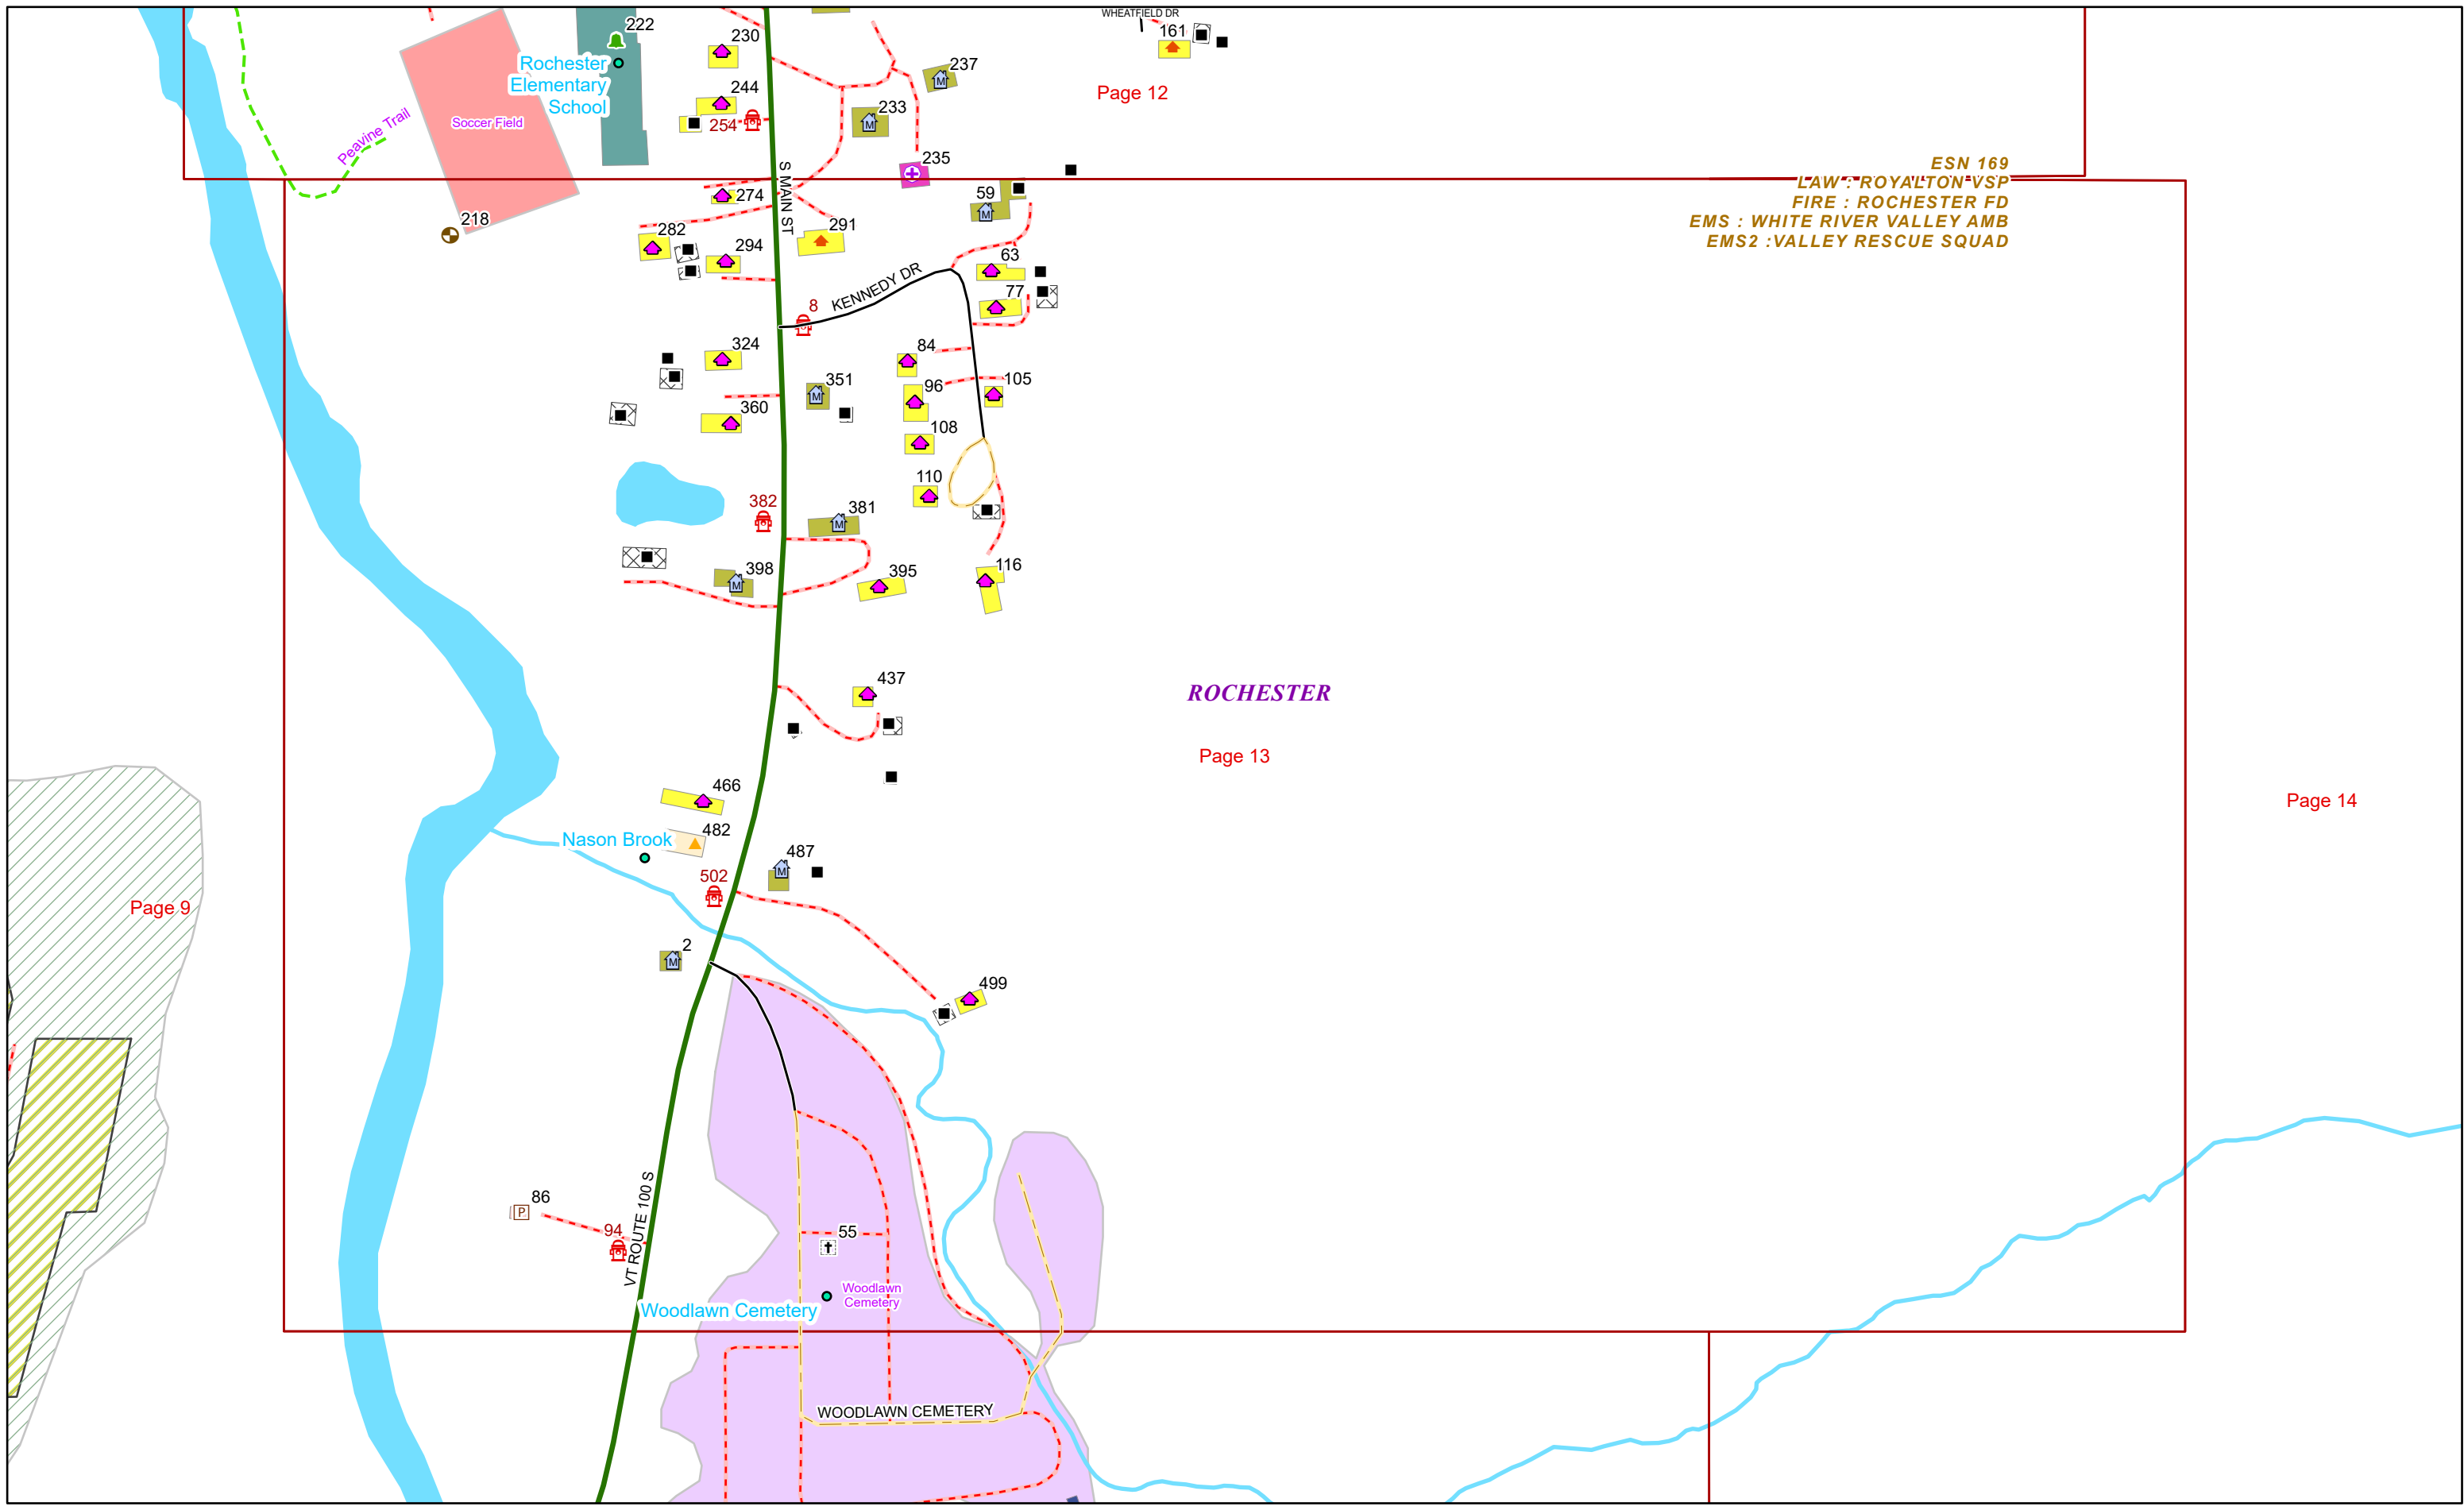 WHEATFIELD DR
222
230
161
237
Rochester
Elementary
School
244
Page 12
Peavine Trail
Soccer Field
254
233
235
ESN 169
LAW : ROYALTON VSP
FIRE : ROCHESTER FD
EMS : WHITE RIVER VALLEY AMB
EMS2 :VALLEY RESCUE SQUAD
S MAIN ST
274
59
218
282
294
291
63
KENNEDY DR
77
8
324
84
351
96
105
360
108
110
382
381
398
395
116
437
ROCHESTER
Page 13
466
Page 14
Nason Brook
482
487
502
Page 9
2
M
M
M
M
M
M
M
M
499
86
P
94
VT ROUTE 100 S
55
Woodlawn
Cemetery
Woodlawn Cemetery
WOODLAWN CEMETERY